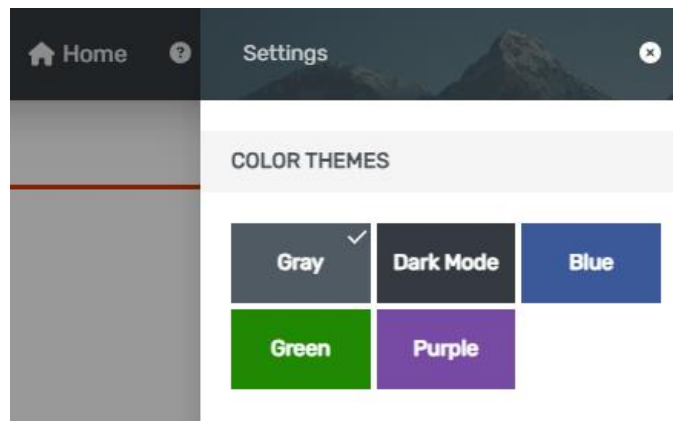 Home ? Settings
COLOR THEMES
Gray Dark Mode Blue
Green Purple